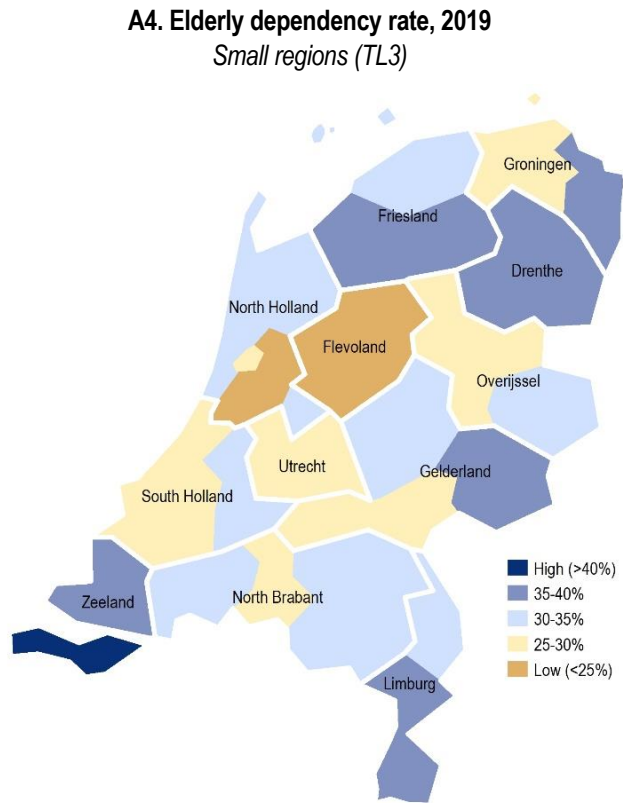 A4. Elderly dependency rate, 2019
Small regions (TL3)
Groningen
Friesland
Drenthe
North Holland
Flevoland
Overijssel
Utrecht
Gelderland
South Holland
High (>40%)
35-40%
30-35%
25-30%
Low (<25%)
Zeeland
North Brabant
Limburg